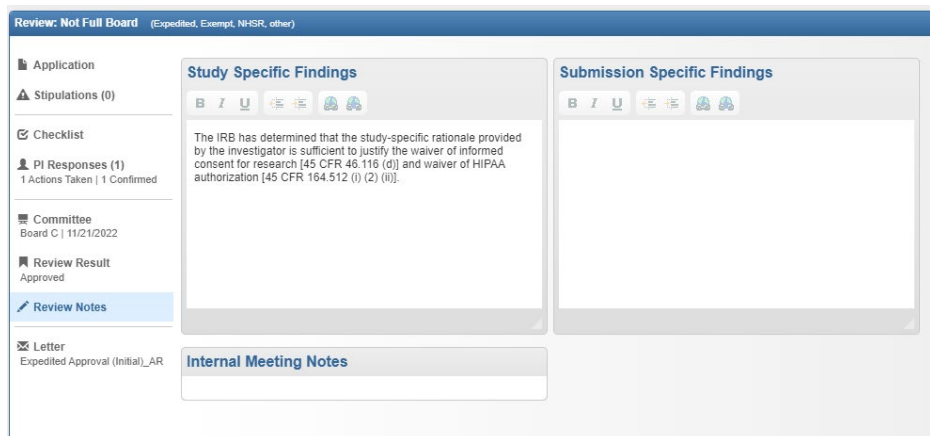 Review: Not Full Board (Expedited, Exempt, NHSR, other)
Application
Stipulations (0)
Checklist
PI Responses (1)
1 Actions Taken | 1 Confirmed
Committee
Board C | 11/21/2022
Review Result
Approved
Review Notes
Letter
Expedited Approval (Initial)_AR
Study Specific Findings
B I U
The IRB has determined that the study-specific rationale provided
by the investigator is sufficient to justify the waiver of informed
consent for research [45 CFR 46.116 (d)] and waiver of HIPAA
authorization [45 CFR 164.512 (i) (2) (ii)].
Submission Specific Findings
B I U
Internal Meeting Notes